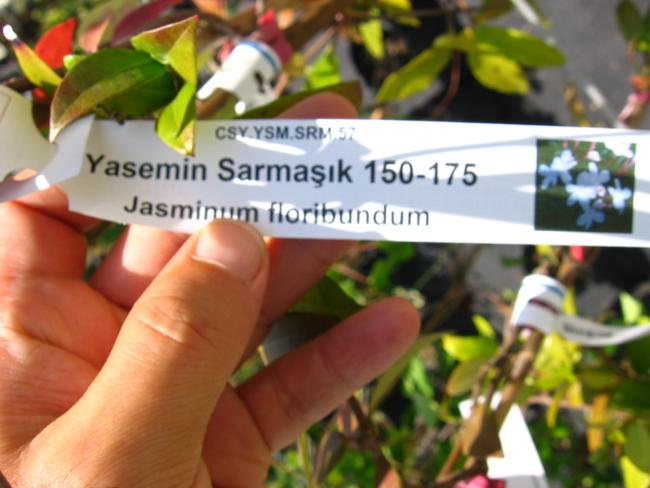 CSY.YSM.SRM.57
Yasemin Sarmaşık 150-175
Jasminum floribundum